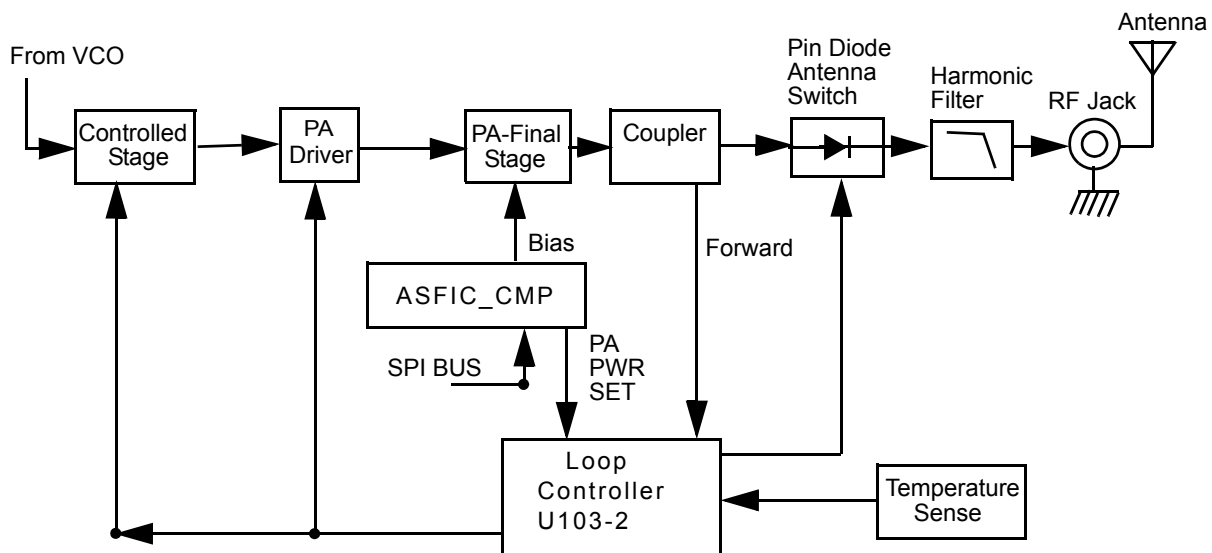 Antenna
From VCO
Pin Diode
Antenna
Switch
Harmonic
Filter
RF Jack
Controlled
Stage
PA
Driver
PA-Final
Stage
Coupler
Bias
Forward
ASFIC_CMP
SPI BUS
PA
PWR
SET
Loop
Controller
U103-2
Temperature
Sense